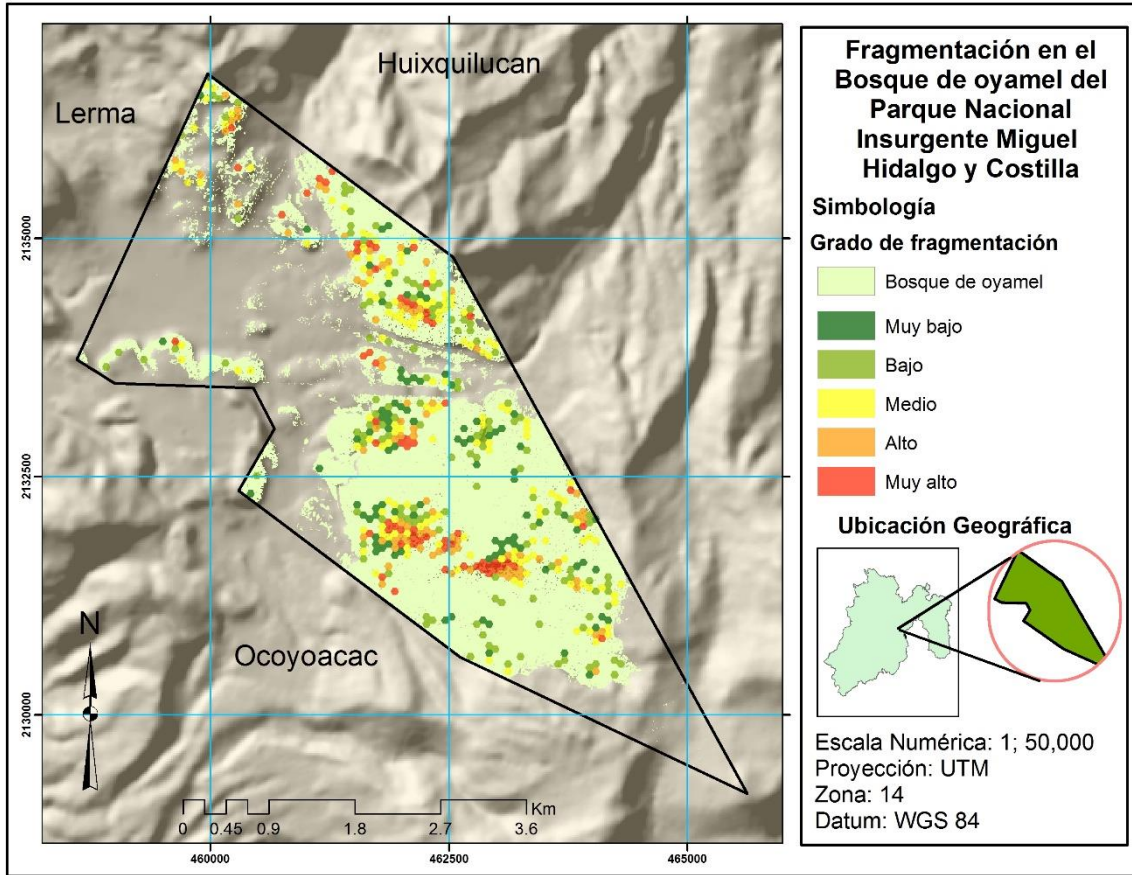 Huixquilucan
Lerma
Ocoyoacac
N
Km
0 0.45 0.9 1.8 2.7 3.6
2135000
2132500
2130000
460000 462500 465000
Fragmentación en el
Bosque de oyamel del
Parque Nacional
Insurgente Miguel
Hidalgo y Costilla
Simbología
Grado de fragmentación
Bosque de oyamel
Muy bajo
Bajo
Medio
Alto
Muy alto
Ubicación Geográfica
Escala Numérica: 1; 50,000
Proyección: UTM
Zona: 14
Datum: WGS 84